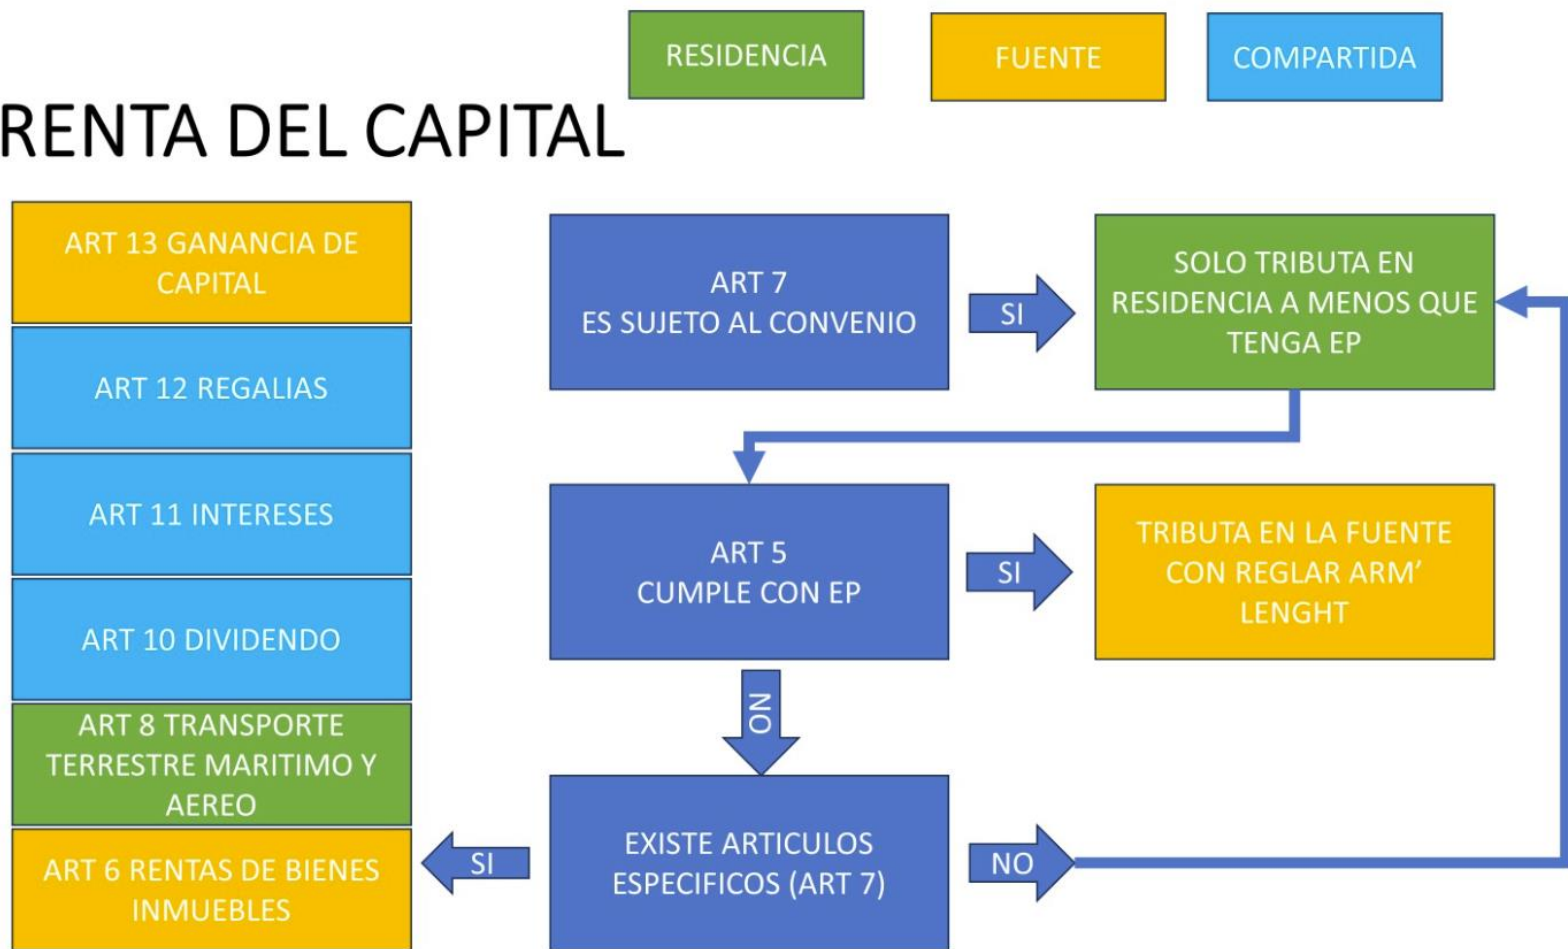 RESIDENCIA
FUENTE
COMPARTIDA
RENTA DEL CAPITAL
ART 13 GANANCIA DE
CAPITAL
ART 12 REGALIAS
ART 11 INTERESES
ART 10 DIVIDENDO
ART 8 TRANSPORTE
TERRESTRE MARITIMO Y
AEREO
ART 6 RENTAS DE BIENES
INMUEBLES
ART 7
ES SUJETO AL CONVENIO
SI
SOLO TRIBUTA EN
RESIDENCIA A MENOS QUE
TENGA EP
ART 5
CUMPLE CON EP
SI
TRIBUTA EN LA FUENTE
CON REGLAR ARM’
LENGHT
NO
EXISTE ARTICULOS
ESPECIFICOS (ART 7)
SI
NO